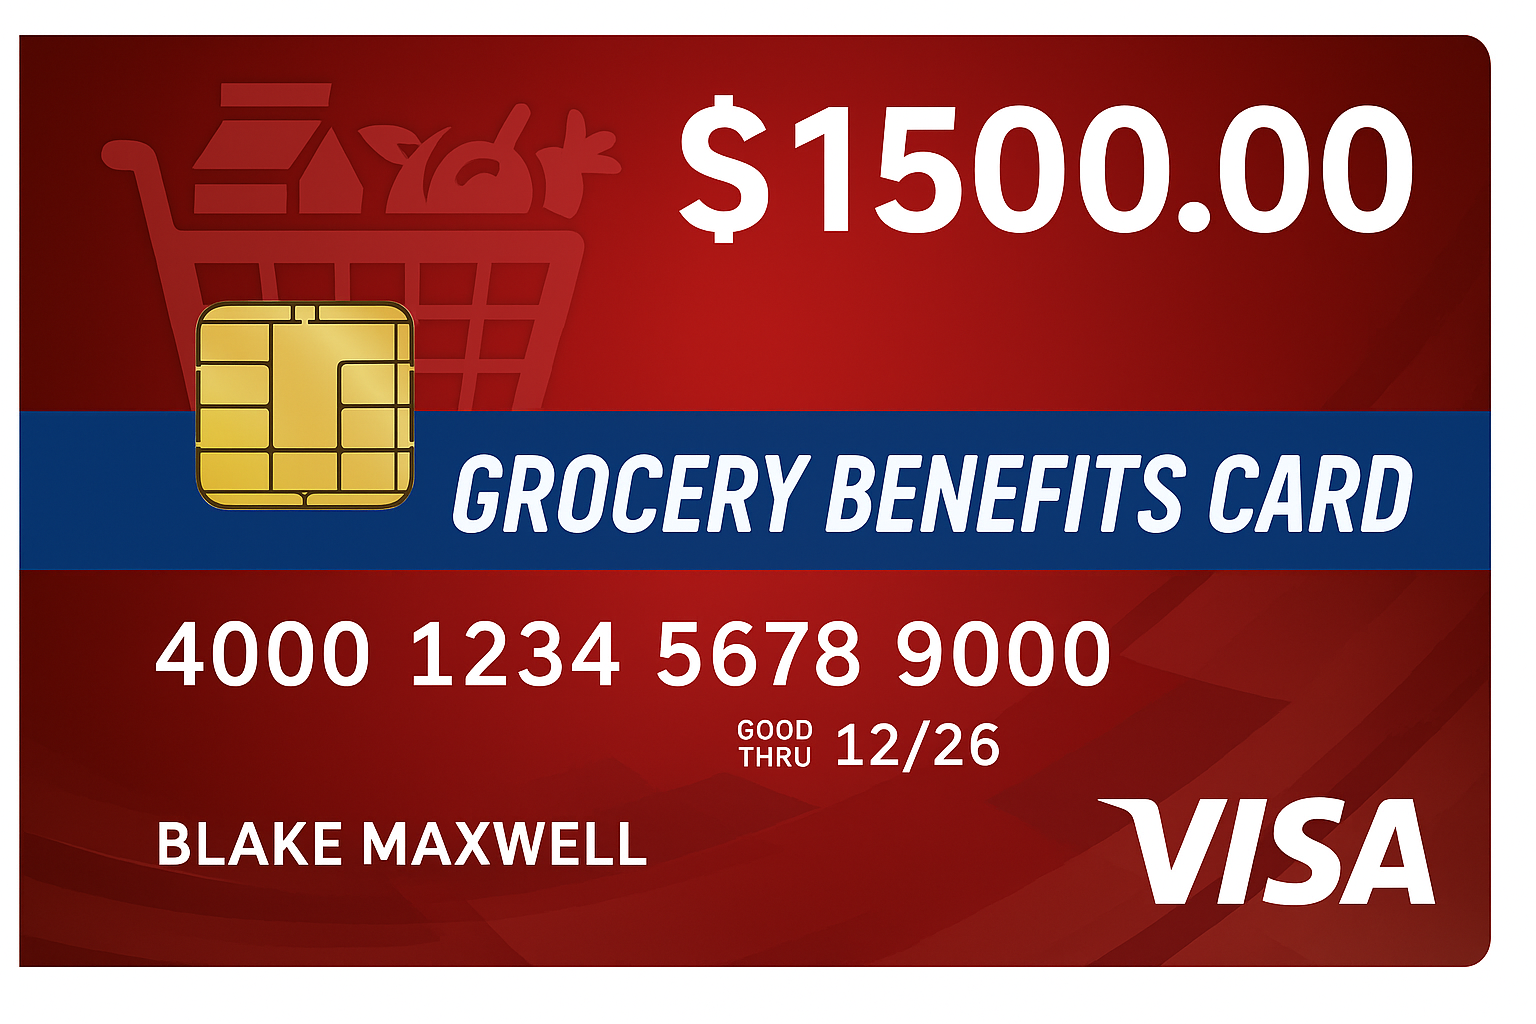 $1500.00
GROCERY BENEFITS CARD
4000 1234 5678 9000
GOOD THRU 12/26
BLAKE MAXWELL
VISA